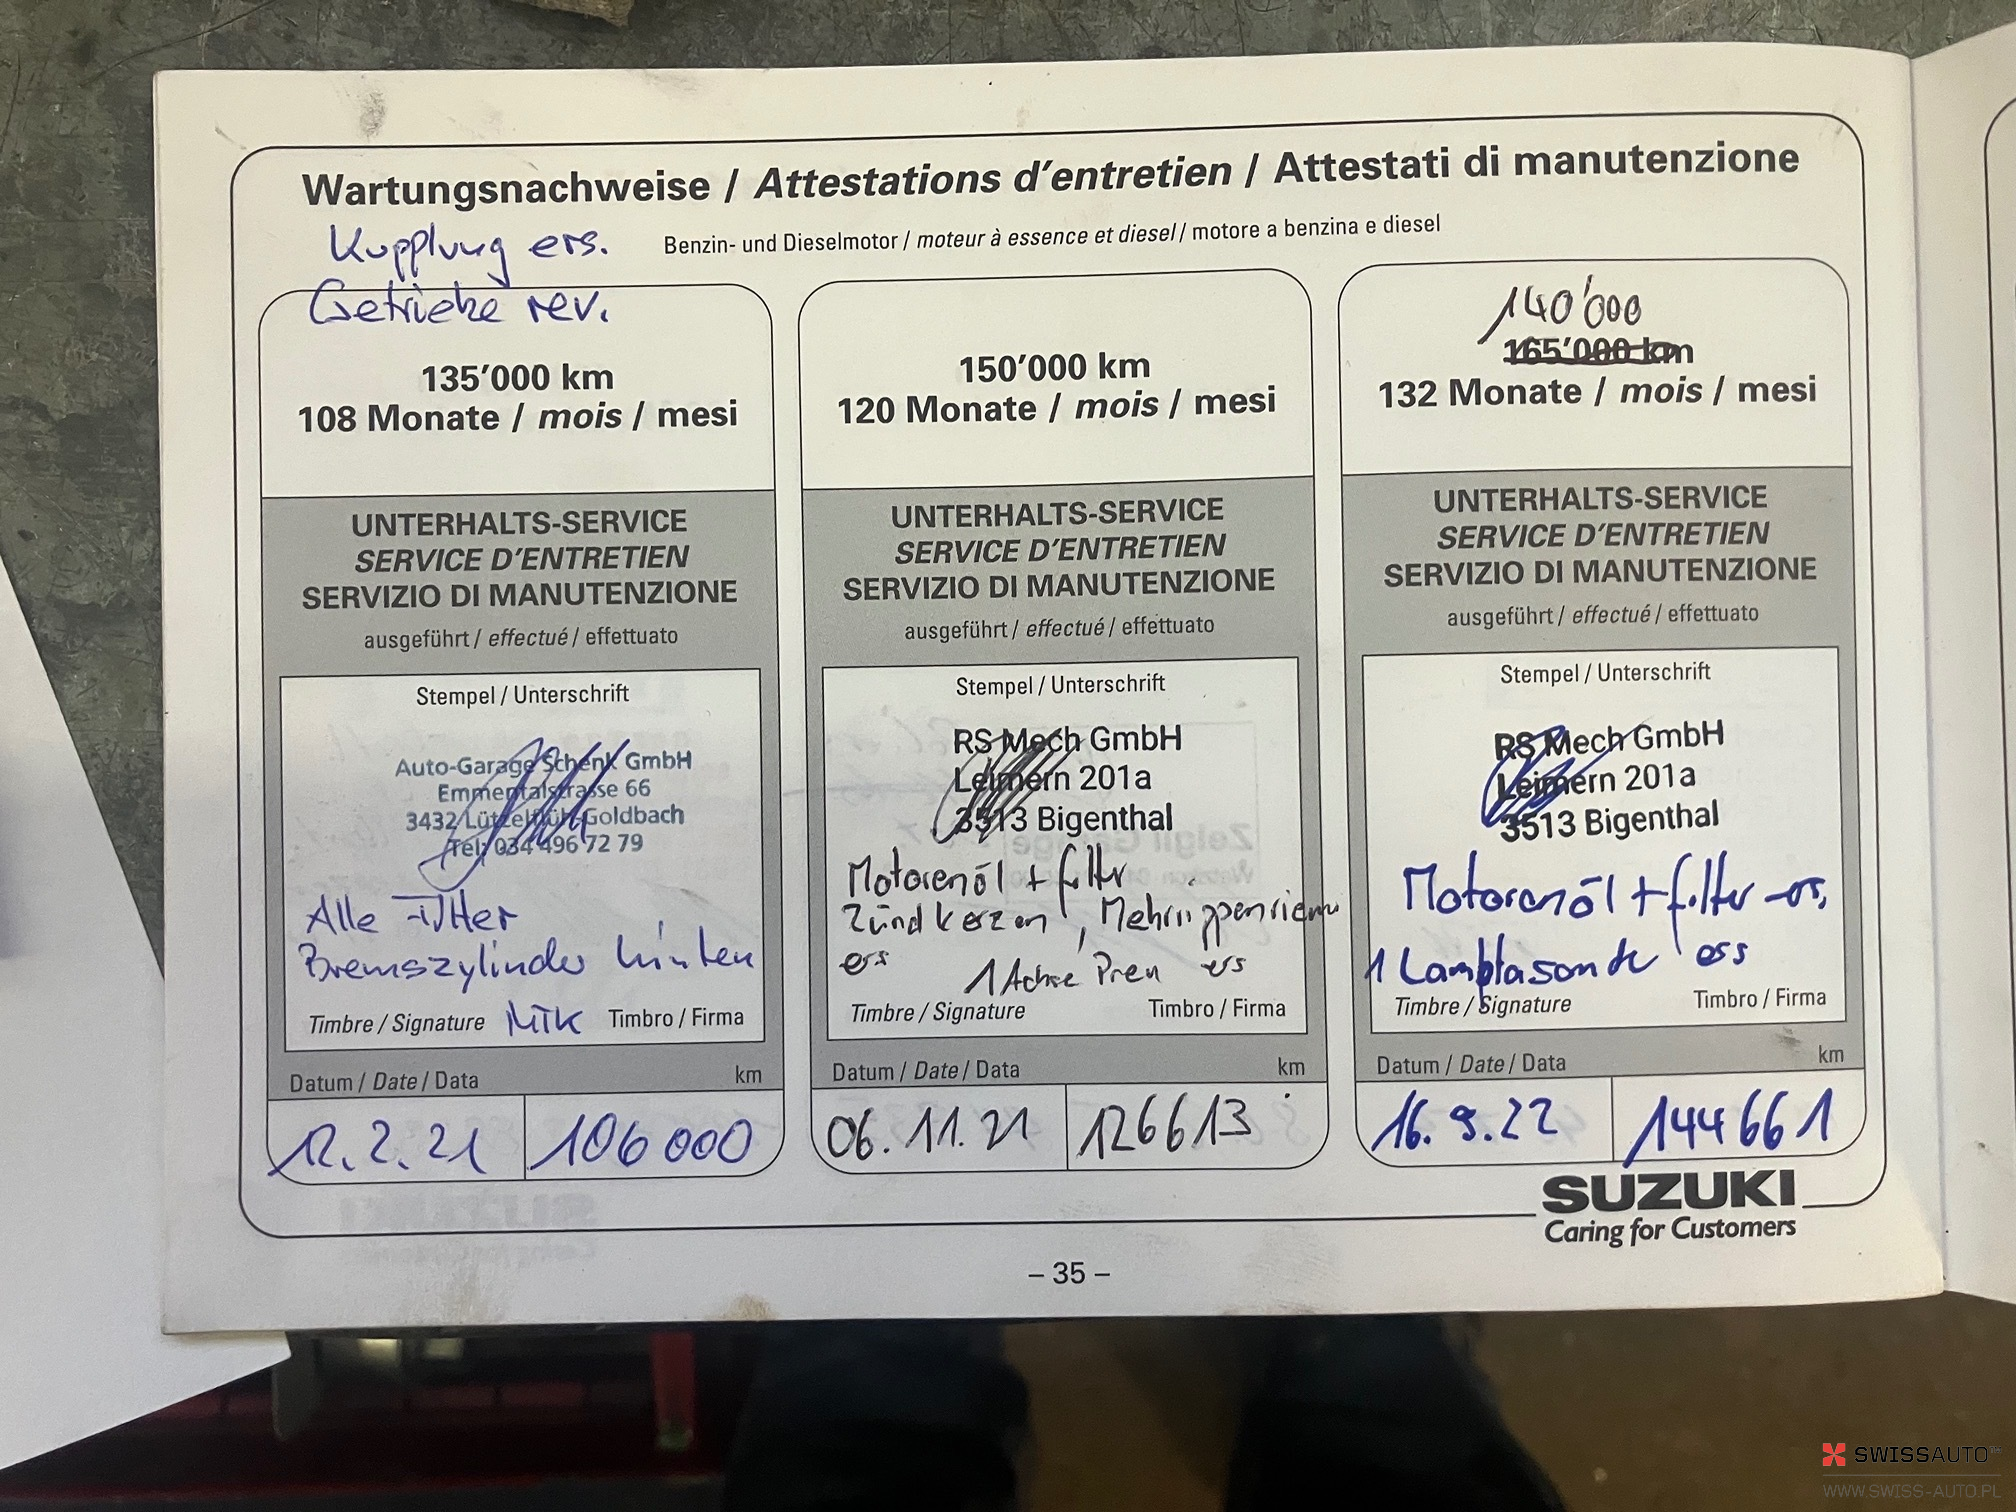 Wartungsnachweise / Attestations d'entretien / Attestati di manutenzione
Kupplung ers.
Benzin- und Dieselmotor / moteur à essence et diesel / motore a benzina e diesel
Getriebe rev.
135'000 km
108 Monate / mois / mesi
UNTERHALTS-SERVICE
SERVICE D'ENTRETIEN
SERVIZIO DI MANUTENZIONE
ausgeführt / effectué / effettuato
Stempel / Unterschrift
Auto-Garage Schenk GmbH
Emmentalstrasse 66
3432 Lützelflüh-Goldbach
Tel: 034 496 72 79
Alle Filter
Bremszylinder hinten
Timbre / Signature MTK Timbro / Firma
Datum / Date / Data km
12.2.21 106000
150'000 km
120 Monate / mois / mesi
UNTERHALTS-SERVICE
SERVICE D'ENTRETIEN
SERVIZIO DI MANUTENZIONE
ausgeführt / effectué / effettuato
Stempel / Unterschrift
RS Mech GmbH
Leimern 201a
3513 Bigenthal
Motorenöl + filter
Zündkerzen, Mehrrippenriemen
ers 1 ers
Timbre / Signature Timbro / Firma
Datum / Date / Data km
06.11.21 126613
140'000
165'000 km
132 Monate / mois / mesi
UNTERHALTS-SERVICE
SERVICE D'ENTRETIEN
SERVIZIO DI MANUTENZIONE
ausgeführt / effectué / effettuato
Stempel / Unterschrift
RS Mech GmbH
Leimern 201a
3513 Bigenthal
Motorenöl + filter ers,
1 Lambdasonde ers
Timbre / Signature Timbro / Firma
Datum / Date / Data km
16.9.22 144661
SUZUKI
Caring for Customers
– 35 –
SWISSAUTO
WWW.SWISS-AUTO.PL